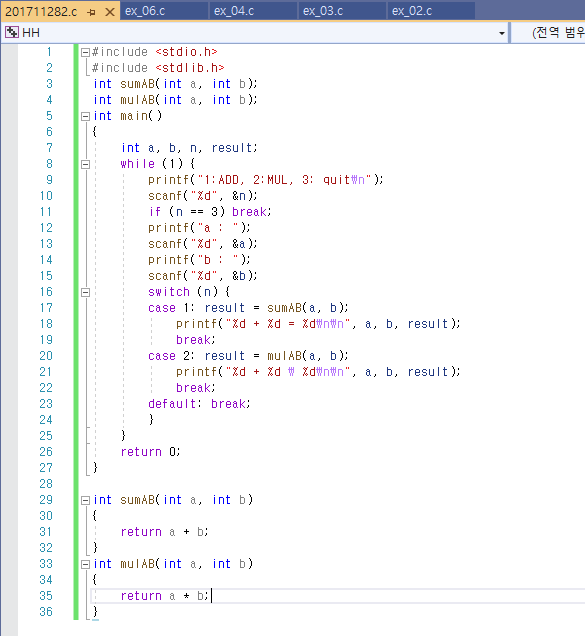 201711282.c ex_06.c ex_04.c ex_03.c ex_02.c
HH (전역 범위
1 #include <stdio.h>
2 #include <stdlib.h>
3 int sumAB(int a, int b);
4 int mulAB(int a, int b);
5 int main()
6 {
7 int a, b, n, result;
8 while (1) {
9 printf("1:ADD, 2:MUL, 3: quit₩n");
10 scanf("%d", &n);
11 if (n == 3) break;
12 printf("a : ");
13 scanf("%d", &a);
14 printf("b : ");
15 scanf("%d", &b);
16 switch (n) {
17 case 1: result = sumAB(a, b);
18 printf("%d + %d = %d₩n₩n", a, b, result);
19 break;
20 case 2: result = mulAB(a, b);
21 printf("%d + %d ₩ %d₩n₩n", a, b, result);
22 break;
23 default: break;
24 }
25 }
26 return 0;
27 }
28
29 int sumAB(int a, int b)
30 {
31 return a + b;
32 }
33 int mulAB(int a, int b)
34 {
35 return a * b;
36 }